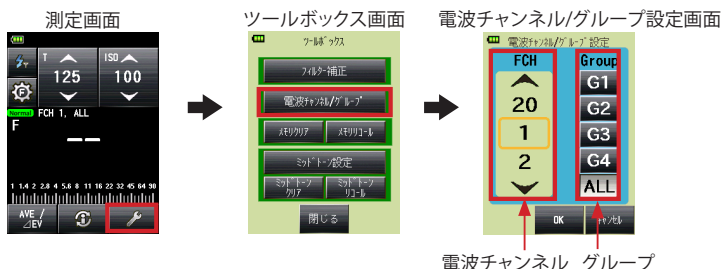 測定画面
ツールボックス画面
電波チャンネル/グループ設定画面
T
125
ISO
100
Normal FCH 1, ALL
F
1 1.4 2 2.8 4 5.6 8 11 16 22 32 45 64 90
AVE /
⊿EV
ﾂｰﾙﾎﾞｯｸｽ
ﾌｨﾙﾀｰ補正
電波ﾁｬﾝﾈﾙ/ｸﾞﾙｰﾌﾟ
ﾒﾓﾘｸﾘｱ
ﾒﾓﾘﾘｺｰﾙ
ﾐｯﾄﾞﾄｰﾝ設定
ﾐｯﾄﾞﾄｰﾝ
ｸﾘｱ
ﾐｯﾄﾞﾄｰﾝ
ﾘｺｰﾙ
閉じる
電波ﾁｬﾝﾈﾙ/ｸﾞﾙｰﾌﾟ設定
FCH
20
1
2
Group
G1
G2
G3
G4
ALL
OK
ｷｬﾝｾﾙ
電波チャンネル
グループ